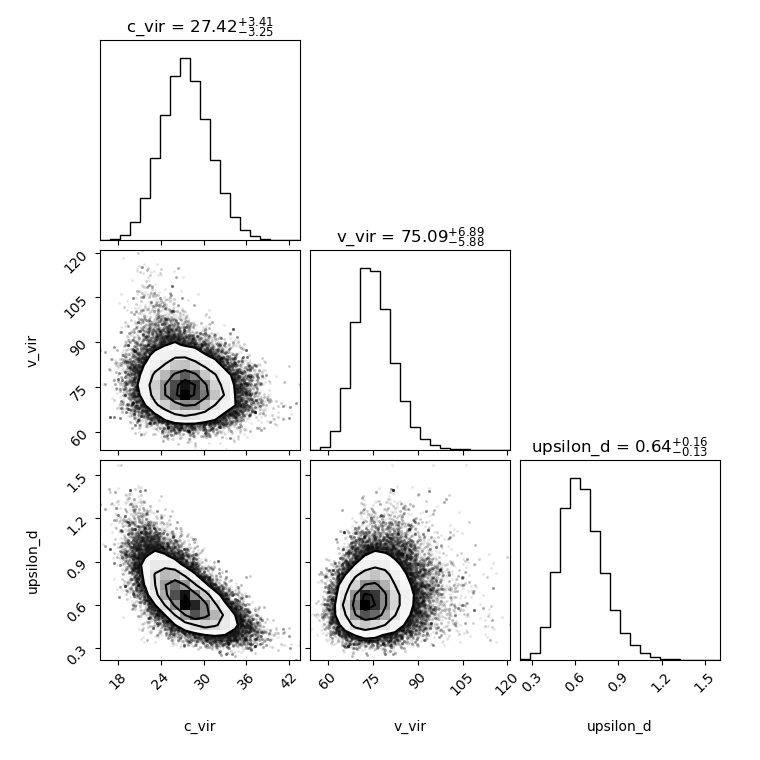 c_vir = 27.42+3.41−3.25
120
105
90
75
60
v_vir
v_vir = 75.09+6.89−5.88
1.5
1.2
0.9
0.6
0.3
upsilon_d
upsilon_d = 0.64+0.16−0.13
18 24 30 36 42
60 75 90 105 120
0.3 0.6 0.9 1.2 1.5
c_vir v_vir upsilon_d